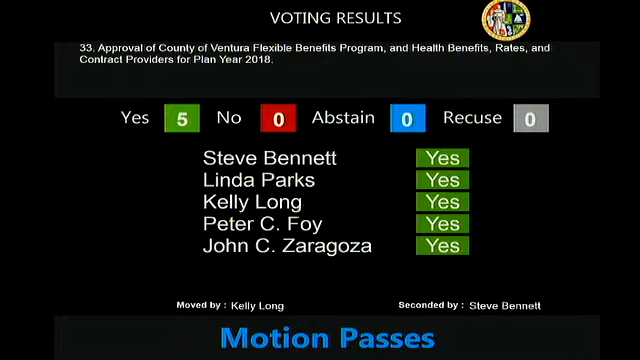 VOTING RESULTS
33. Approval of County of Ventura Flexible Benefits Program, and Health Benefits, Rates, and
Contract Providers for Plan Year 2018.
Yes 5 No 0 Abstain 0 Recuse 0
Steve Bennett Yes
Linda Parks Yes
Kelly Long Yes
Peter C. Foy Yes
John C. Zaragoza Yes
Moved by : Kelly Long Seconded by : Steve Bennett
Motion Passes